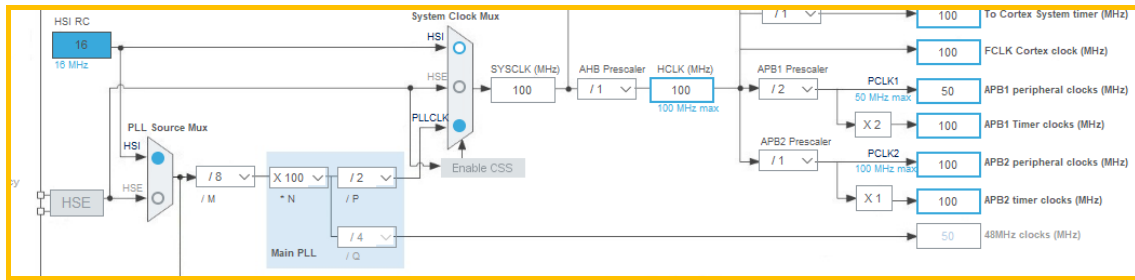 / 1
100
To Cortex System timer (MHz)
System Clock Mux
HSI RC
16
16 MHz
HSI
100
FCLK Cortex clock (MHz)
HSE
SYSCLK (MHz)
100
AHB Prescaler
/ 1
HCLK (MHz)
100
100 MHz max
APB1 Prescaler
/ 2
PCLK1
50 MHz max
50
APB1 peripheral clocks (MHz)
PLLCLK
X 2
100
APB1 Timer clocks (MHz)
PLL Source Mux
HSI
HSE
APB2 Prescaler
/ 1
PCLK2
100 MHz max
100
APB2 peripheral clocks (MHz)
Enable CSS
/ 8
/ M
X 100
* N
/ 2
/ P
X 1
100
APB2 timer clocks (MHz)
HSE
/ 4
/ Q
Main PLL
50
48MHz clocks (MHz)